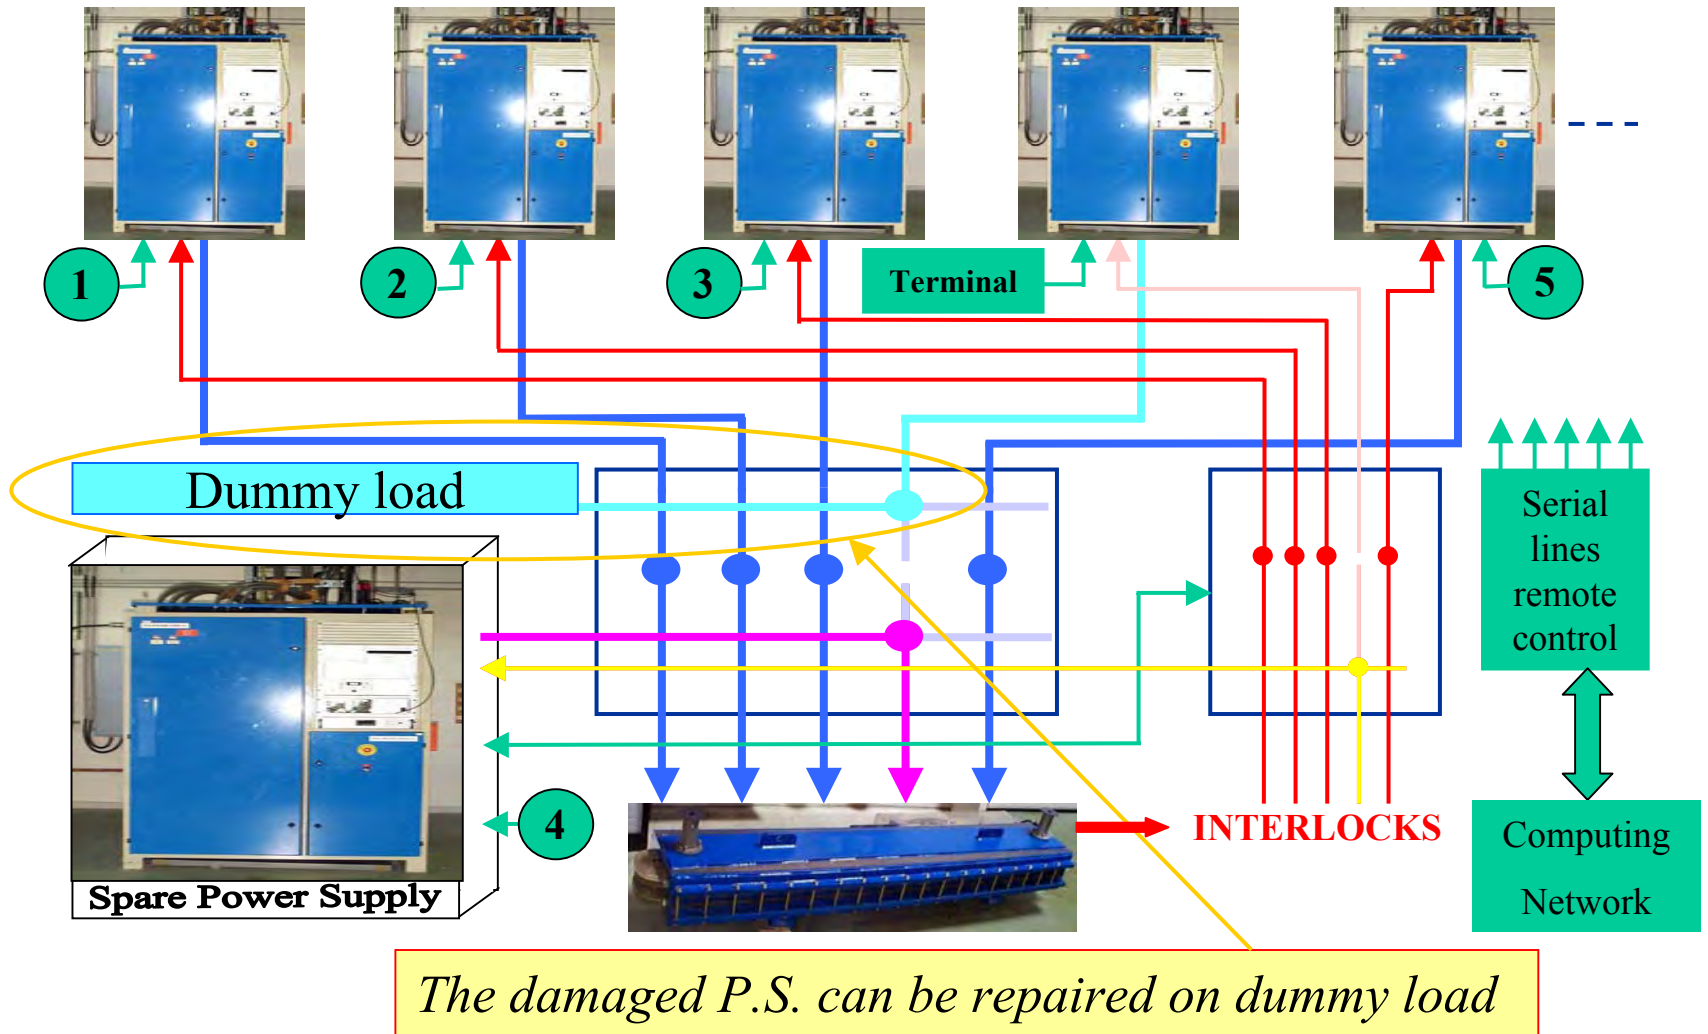 1
2
3
Terminal
5
Dummy load
Serial
lines
remote
control
4
INTERLOCKS
Computing
Network
Spare Power Supply
The damaged P.S. can be repaired on dummy load